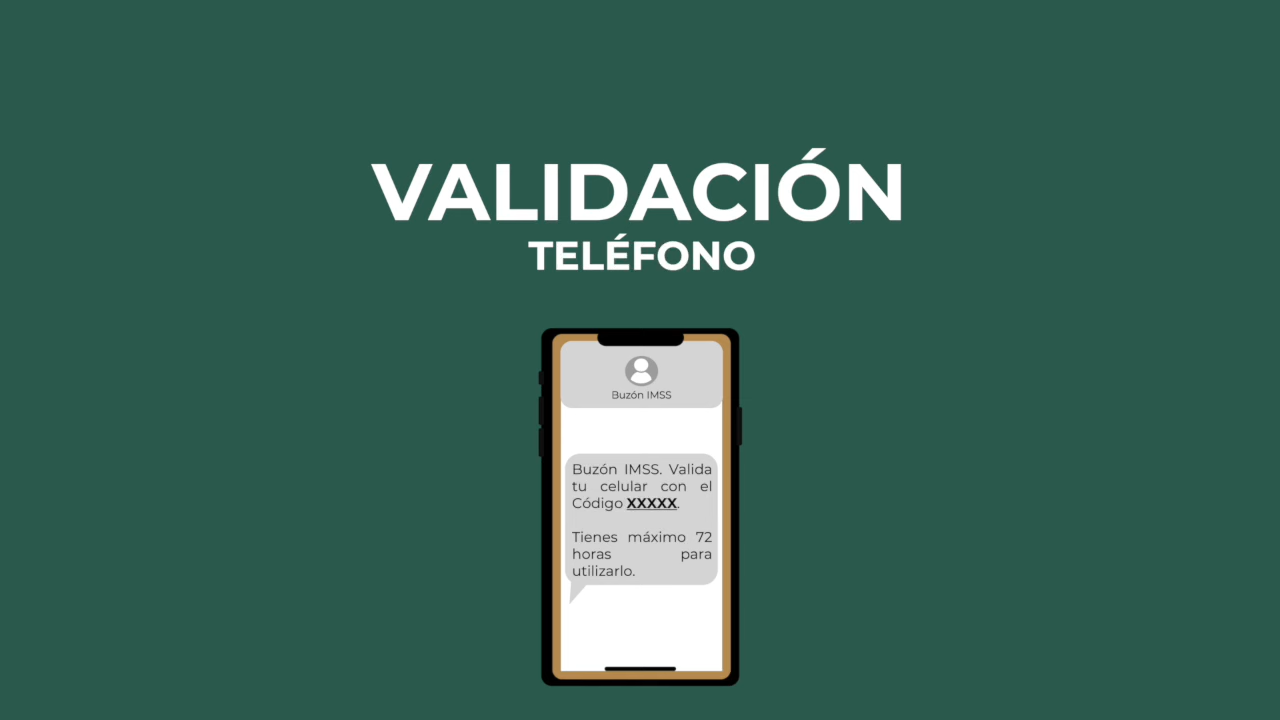 VALIDACIÓN
TELÉFONO
Buzón IMSS
Buzón IMSS. Valida
tu celular con el
Código XXXXX.
Tienes máximo 72
horas para
utilizarlo.